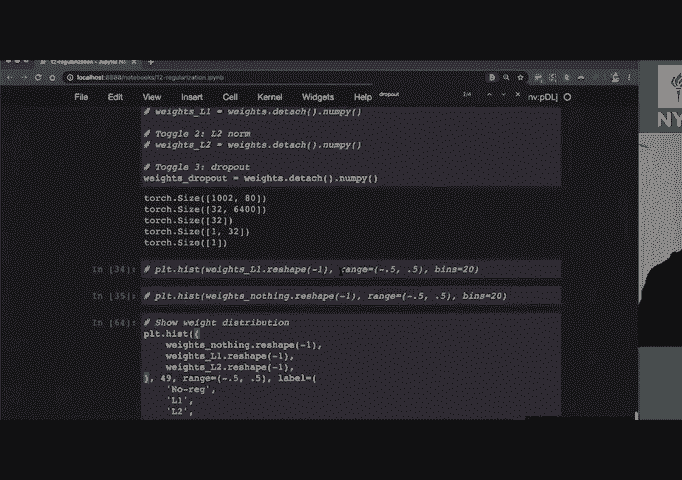 12-regularization - Jupyter N
localhost:8888/notebooks/12-regularization.ipynb
File Edit View Insert Cell Kernel Widgets Help
dropout
2/4
nv:pDL]
# weights_L1 = weights.detach().numpy()
# Toggle 2: L2 norm
# weights_L2 = weights.detach().numpy()
# Toggle 3: dropout
weights_dropout = weights.detach().numpy()
torch.Size([1002, 80])
torch.Size([32, 6400])
torch.Size([32])
torch.Size([1, 32])
torch.Size([1])
In [34]: # plt.hist(weights_L1.reshape(-1), range=(-.5, .5), bins=20)
In [35]: # plt.hist(weights_nothing.reshape(-1), range=(-.5, .5), bins=20)
In [64]: # Show weight distribution
plt.hist((
weights_nothing.reshape(-1),
weights_L1.reshape(-1),
weights_L2.reshape(-1),
), 49, range=(-.5, .5), label=(
'No-reg',
'L1',
'L2',
NY